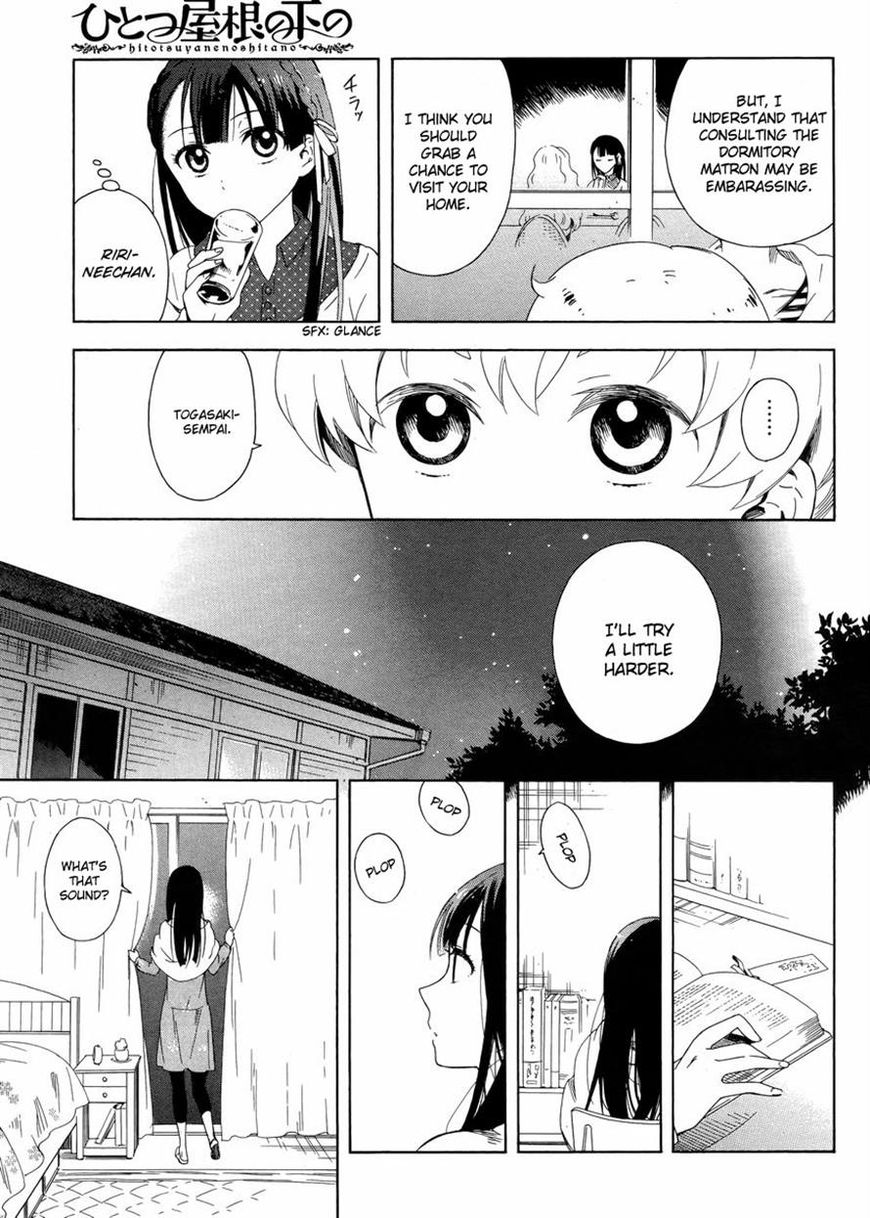 ひとつ屋根の下の
hitotsuyanenoshitano
BUT, I
UNDERSTAND THAT
CONSULTING THE
DORMITORY
MATRON MAY BE
EMBARASSING.
I THINK YOU
SHOULD
GRAB A
CHANCE TO
VISIT YOUR
HOME.
チラッ
RIRI-
NEECHAN.
SFX: GLANCE
........
TOGASAKI-
SEMPAI.
I'LL TRY
A LITTLE
HARDER.
PLOP
PLOP
PLOP
WHAT'S
THAT
SOUND?